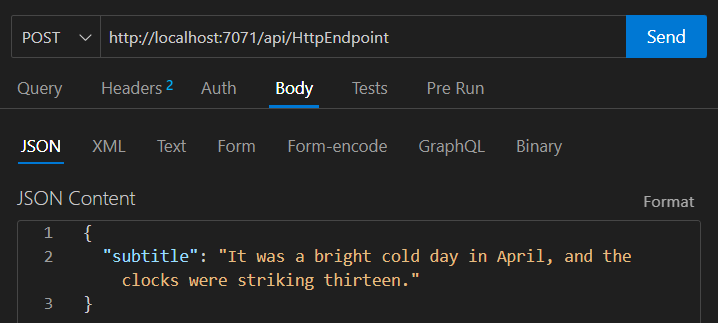 POST http://localhost:7071/api/HttpEndpoint Send
Query Headers 2 Auth Body Tests Pre Run
JSON XML Text Form Form-encode GraphQL Binary
JSON Content Format
1 {
2 "subtitle": "It was a bright cold day in April, and the
clocks were striking thirteen."
3 }